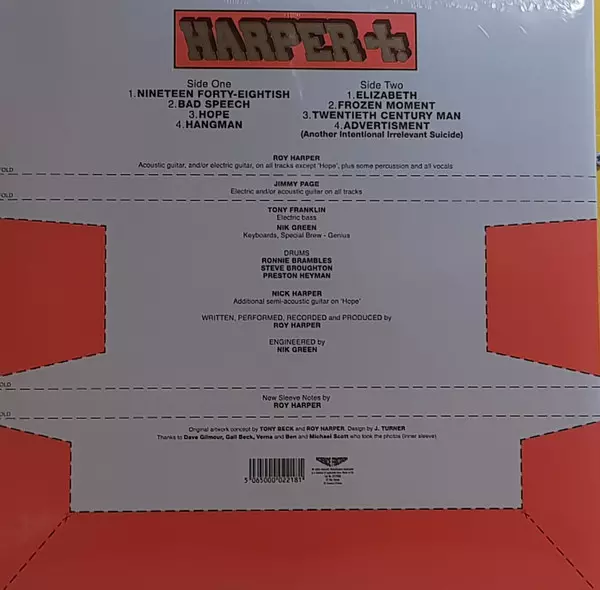 HARPER +.
Side One
1.NINETEEN FORTY-EIGHTISH
2.BAD SPEECH
3.HOPE
4.HANGMAN
Side Two
1.ELIZABETH
2.FROZEN MOMENT
3.TWENTIETH CENTURY MAN
4.ADVERTISMENT
(Another Intentional Irrelevant Suicide)
ROY HARPER
Acoustic guitar, and/or electric guitar, on all tracks except 'Hope', plus some percussion and all vocals
FOLD
JIMMY PAGE
Electric and/or acoustic guitar on all tracks
FOLD
TONY FRANKLIN
Electric bass
NIK GREEN
Keyboards, Special Brew - Genius
DRUMS
RONNIE BRAMBLES
STEVE BROUGHTON
PRESTON HEYMAN
NICK HARPER
Additional semi-acoustic guitar on 'Hope'
WRITTEN, PERFORMED, RECORDED and PRODUCED by
ROY HARPER
ENGINEERED by
NIK GREEN
FOLD
New Sleeve Notes by
ROY HARPER
FOLD
Original artwork concept by TONY BECK and ROY HARPER. Design by J. TURNER
Thanks to Dave Gilmour, Gail Beck, Verna and Ben and Michael Scott who took the photos (inner sleeve)
5 065000 022181